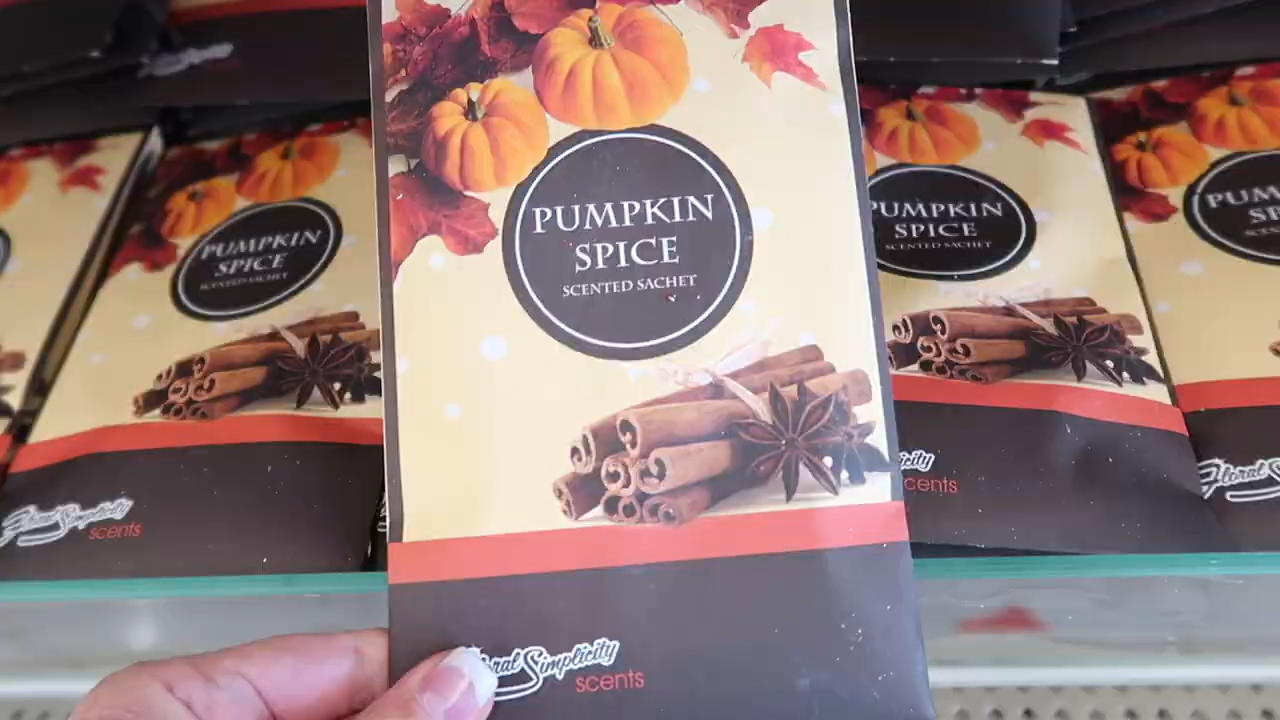 PUMPKIN
SPICE
SCENTED SACHET
Simplicity
scents
PUMPKIN
SPICE
SCENTED SACHET
Floral Simplicity
scents
PUMPKIN
SPICE
SCENTED SACHET
scents
Floral